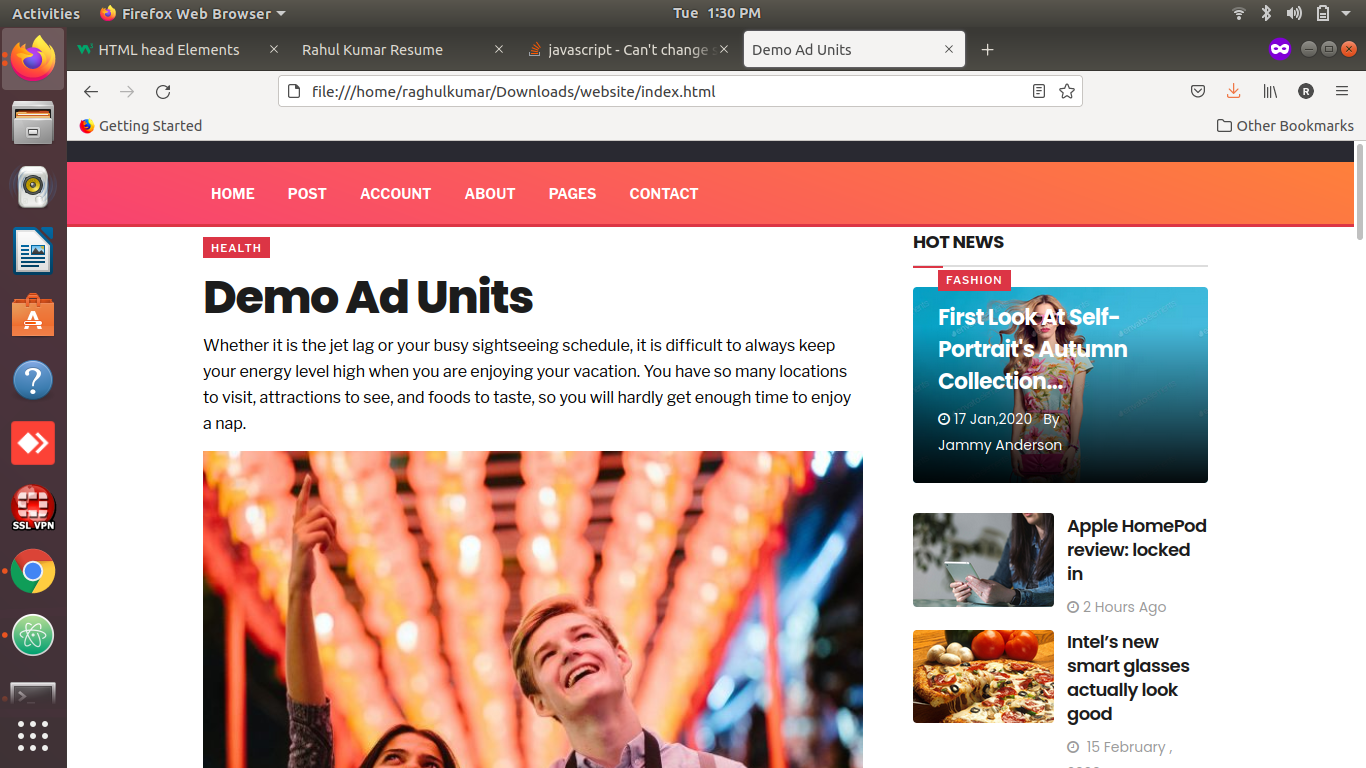 Activities
Firefox Web Browser
Tue 1:30 PM
HTML head Elements
Rahul Kumar Resume
javascript - Can't change
Demo Ad Units
file:///home/raghulkumar/Downloads/website/index.html
R
Getting Started
Other Bookmarks
HOME
POST
ACCOUNT
ABOUT
PAGES
CONTACT
HEALTH
Demo Ad Units
Whether it is the jet lag or your busy sightseeing schedule, it is difficult to always keep
your energy level high when you are enjoying your vacation. You have so many locations
to visit, attractions to see, and foods to taste, so you will hardly get enough time to enjoy
a nap.
HOT NEWS
FASHION
First Look At Self-
Portrait's Autumn
Collection...
17 Jan,2020 By
Jammy Anderson
Apple HomePod
review: locked
in
2 Hours Ago
Intel’s new
smart glasses
actually look
good
15 February ,
SSL VPN